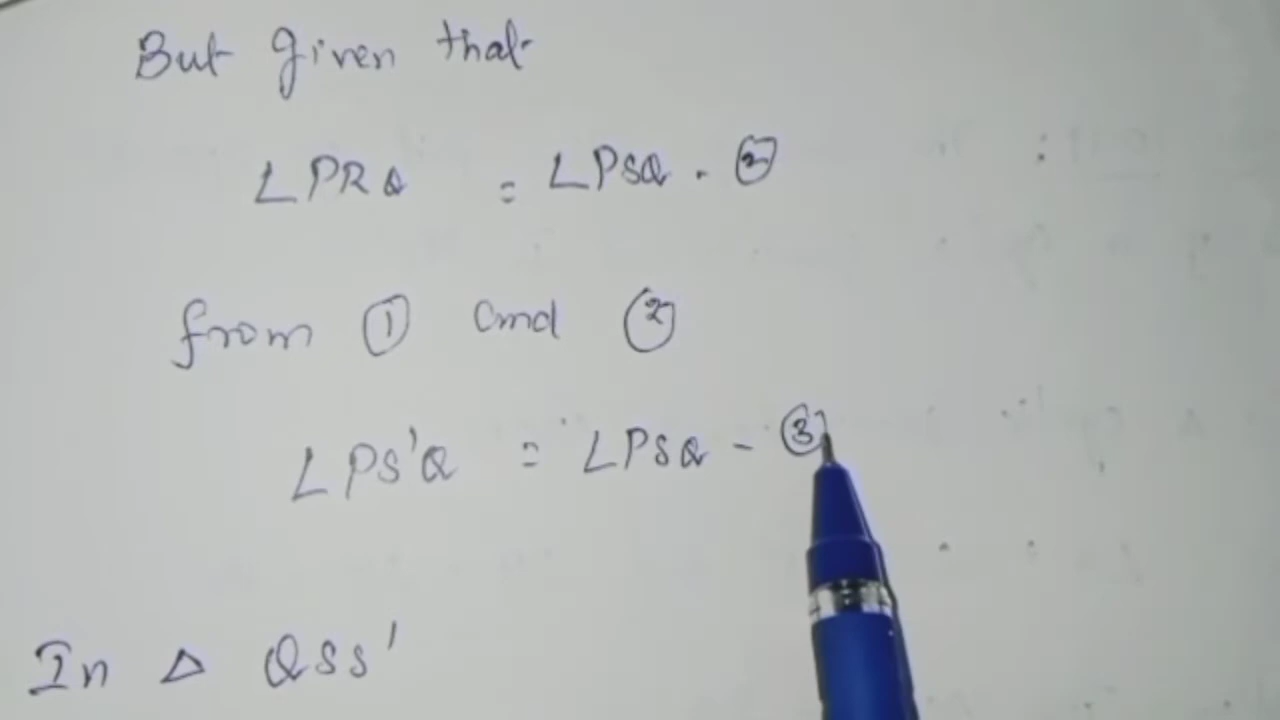 But given that
∠PRQ = ∠PSQ - ②
from ① and ②
∠PS'Q = ∠PSQ - ③
In △ QSS'